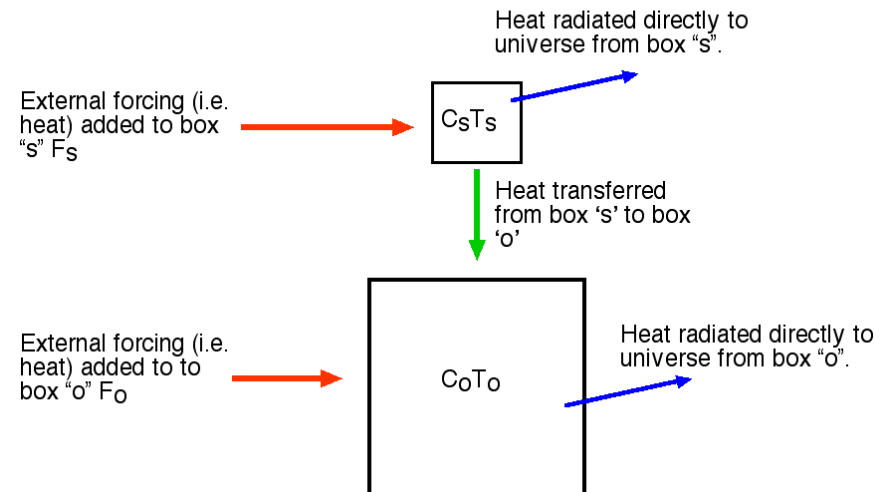 Heat radiated directly to
universe from box “s”.
External forcing (i.e.
heat) added to box
“s” Fs
CsTs
Heat transferred
from box ‘s’ to box
‘o’
External forcing (i.e.
heat) added to to
box “o” Fo
CoTo
Heat radiated directly to
universe from box “o”.